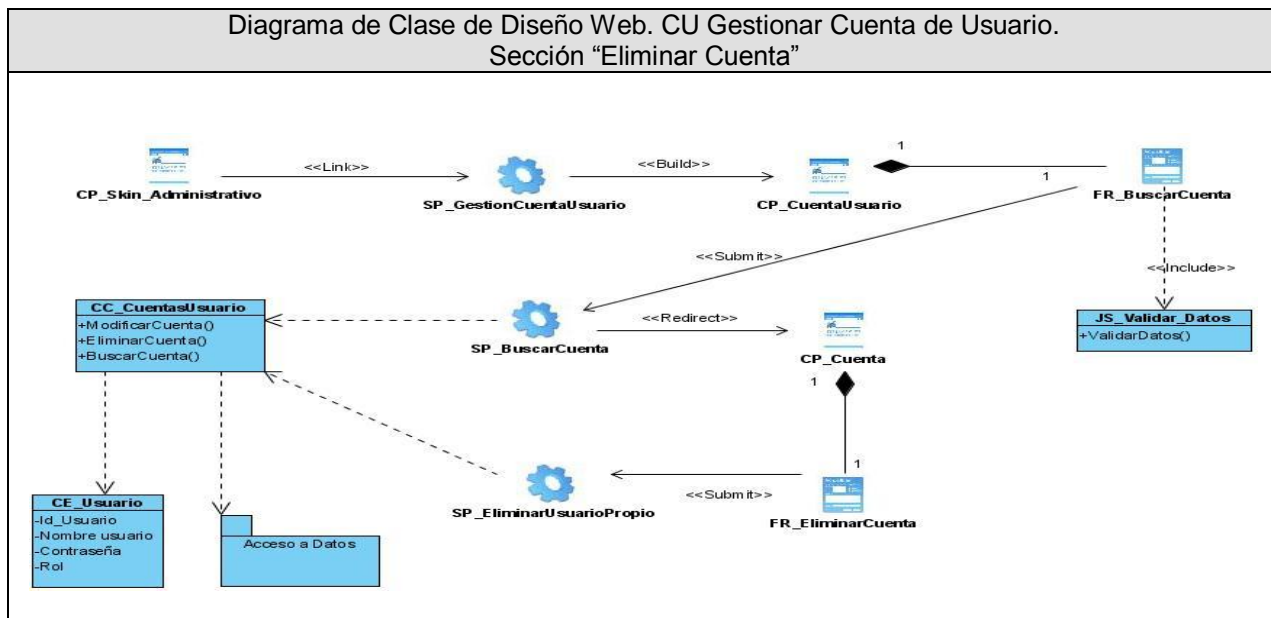 Diagrama de Clase de Diseño Web. CU Gestionar Cuenta de Usuario.
Sección “Eliminar Cuenta”
<<Link>>
<<Build>>
1
1
CP_Skin_Administrativo
SP_GestionCuentaUsuario
CP_CuentaUsuario
FR_BuscarCuenta
<<Submit>>
<<Include>>
CC_CuentasUsuario
+ModificarCuenta()
+EliminarCuenta()
+BuscarCuenta()
<<Redirect>>
SP_BuscarCuenta
CP_Cuenta
JS_Validar_Datos
+ValidarDatos()
1
1
<<Submit>>
SP_EliminarUsuarioPropio
FR_EliminarCuenta
CE_Usuario
-Id_Usuario
-Nombre usuario
-Contraseña
-Rol
Acceso a Datos